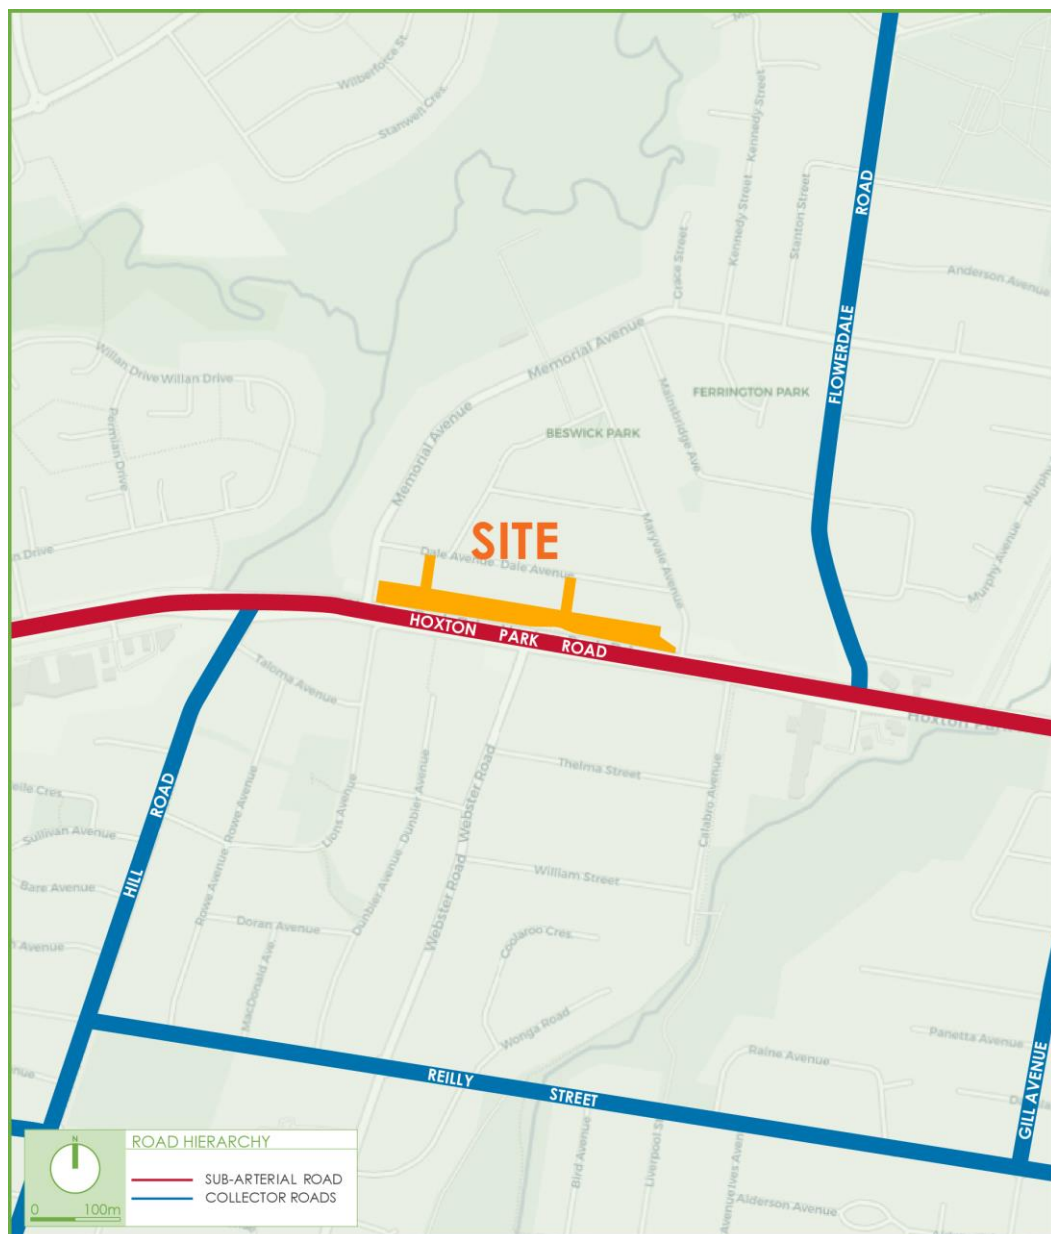 Wilberforce St.
Stanwell Cres.
Kennedy Street
Kennedy Street
Stanton Street
Grace Street
FLOWERDALE ROAD
Anderson Avenue
Memorial Avenue
Memorial Avenue
Willan Drive Willan Drive
Permian Drive
FERRINGTON PARK
Mainsbridge Ave.
BESWICK PARK
Maryvale Avenue
Murphy Avenue
SITE
Dale Avenue Dale Avenue
Drive
HOXTON PARK ROAD
Hoxton Park
Taloma Avenue
Thelma Street
Calabro Avenue
Webster Road Webster Road
Dunbier Avenue Dunbier Avenue
Lions Avenue
Rowe Avenue Rowe Avenue
HILL ROAD
Sullivan Avenue
Bare Avenue
William Street
Doran Avenue
MacDonald Ave.
Coolaroo Cres.
Wonga Road
Raine Avenue
Panetta Avenue
GILL AVENUE
REILLY STREET
Bird Avenue
Liverpool St
Alderson Avenue
N
0 100m
ROAD HIERARCHY
SUB-ARTERIAL ROAD
COLLECTOR ROADS